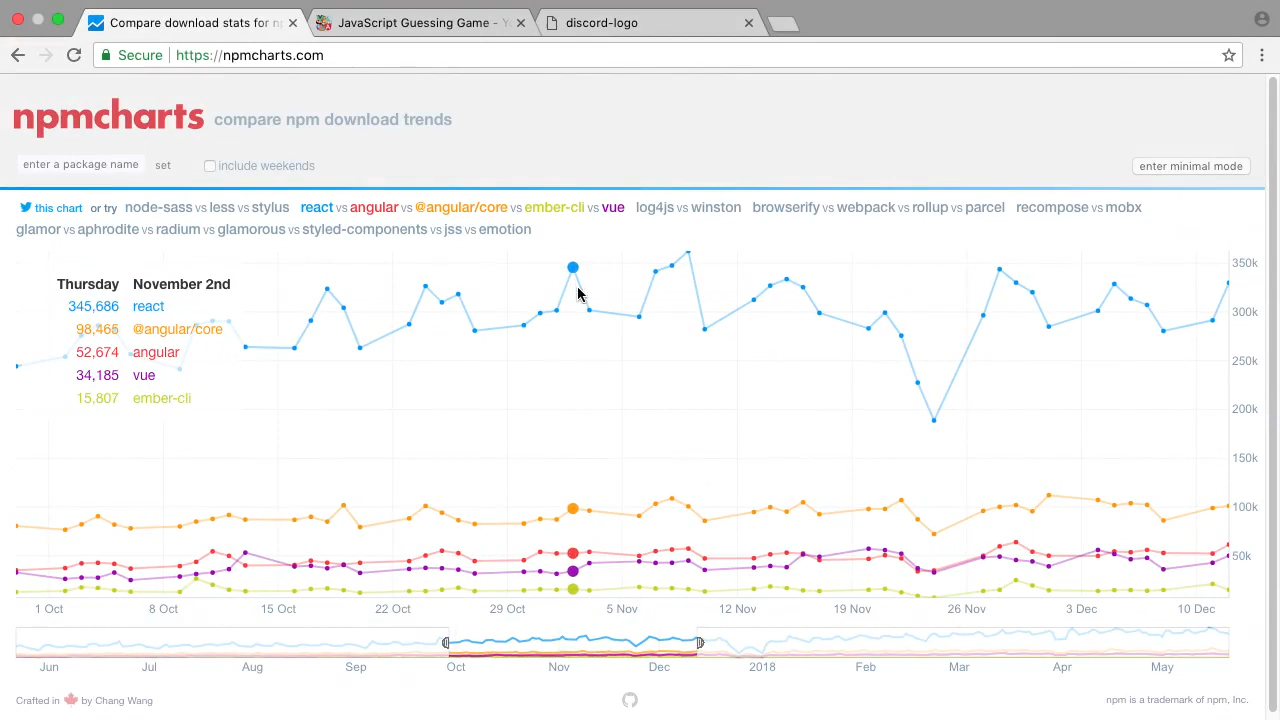 Compare download stats for n
JavaScript Guessing Game - Y
discord-logo
Secure
https://npmcharts.com
npmcharts compare npm download trends
enter a package name set include weekends enter minimal mode
this chart or try node-sass vs less vs stylus react vs angular vs @angular/core vs ember-cli vs vue log4js vs winston browserify vs webpack vs rollup vs parcel recompose vs mobx
glamor vs aphrodite vs radium vs glamorous vs styled-components vs jss vs emotion
Thursday November 2nd
345,686 react
98,465 @angular/core
52,674 angular
34,185 vue
15,807 ember-cli
350k
300k
250k
200k
150k
100k
50k
1 Oct 8 Oct 15 Oct 22 Oct 29 Oct 5 Nov 12 Nov 19 Nov 26 Nov 3 Dec 10 Dec
Jun Jul Aug Sep Oct Nov Dec 2018 Feb Mar Apr May
Crafted in by Chang Wang
npm is a trademark of npm, Inc.